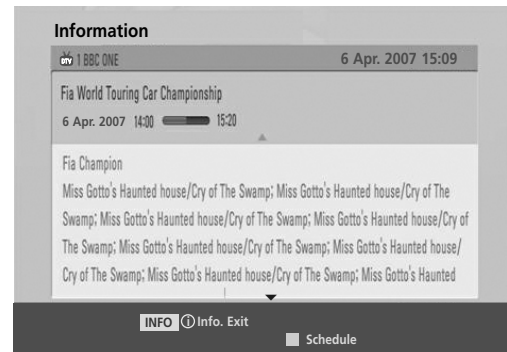 Information
DTV 1 BBC ONE 6 Apr. 2007 15:09
Fia World Touring Car Championship
6 Apr. 2007 14:00 15:20
Fia Champion
Miss Gotto's Haunted house/Cry of The Swamp; Miss Gotto's Haunted house/Cry of The
Swamp; Miss Gotto's Haunted house/Cry of The Swamp; Miss Gotto's Haunted house/Cry of
The Swamp; Miss Gotto's Haunted house/Cry of The Swamp; Miss Gotto's Haunted house/
Cry of The Swamp; Miss Gotto's Haunted house/Cry of The Swamp; Miss Gotto's Haunted
INFO ⓘ Info. Exit
Schedule